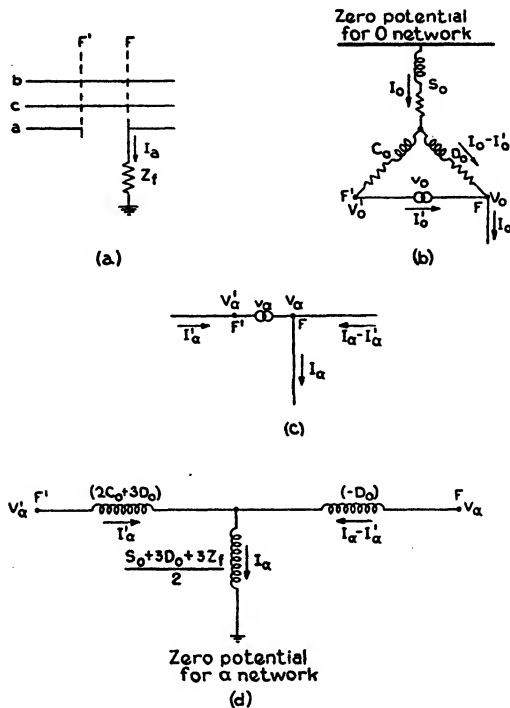 F' F
b
c
a
I_a
Z_f
(a)
Zero potential
for 0 network
I_0 S_0
C_0 D_0 I_0-I'_0
F' v_0 F V_0
V'_0 I'_0
I_0
(b)
V'_α v_α V_α
F' F
I'_α I_α-I'_α
I_α
(c)
(2C_0+3D_0) (-D_0)
F' F
V'_α V_α
I'_α I_α-I'_α
S_0+3D_0+3Z_f
2
I_α
Zero potential
for α network
(d)